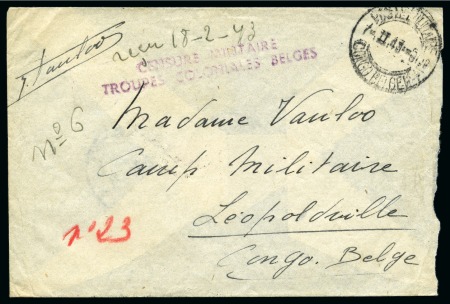 Vanloo
reçu 18-2-43
CENSURE MILITAIRE
TROUPES COLONIALES BELGES
N° 6
Madame Vanloo
Camp Militaire
Léopoldville
Congo. Belge
n° 23